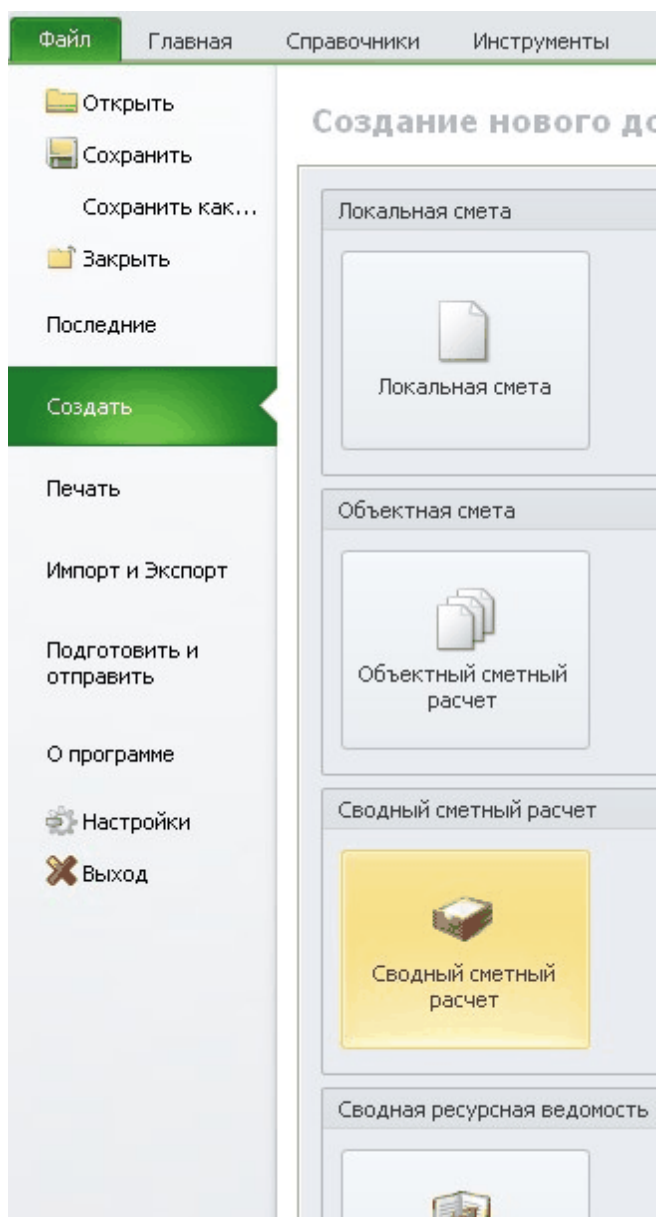 Файл Главная Справочники Инструменты
Открыть
Сохранить
Сохранить как...
Закрыть
Последние
Создать
Печать
Импорт и Экспорт
Подготовить и
отправить
О программе
Настройки
Выход
Создание нового до
Локальная смета
Локальная смета
Объектная смета
Объектный сметный
расчет
Сводный сметный расчет
Сводный сметный
расчет
Сводная ресурсная ведомость